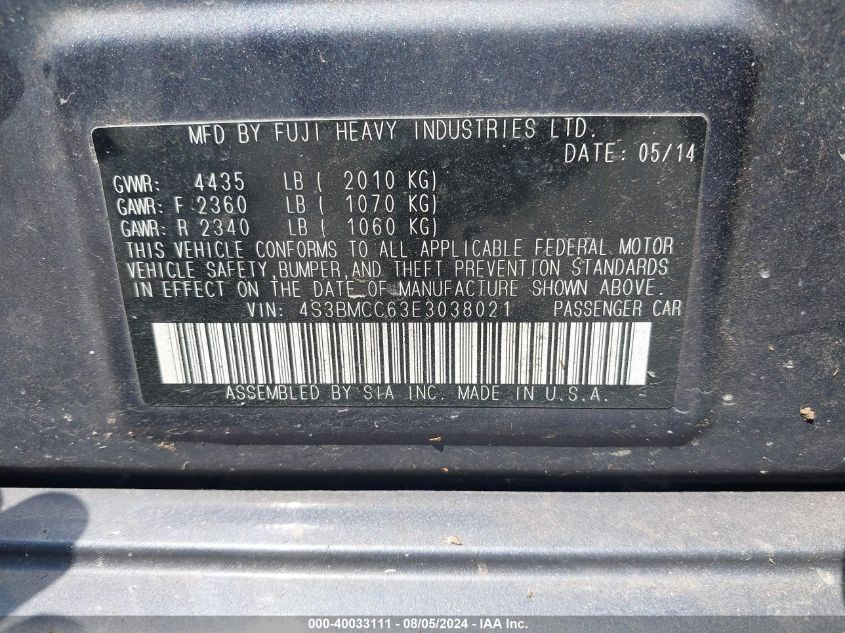 MFD BY FUJI HEAVY INDUSTRIES LTD.
DATE: 05/14
GVWR: 4435 LB ( 2010 KG)
GAWR: F 2360 LB ( 1070 KG)
GAWR: R 2340 LB ( 1060 KG)
THIS VEHICLE CONFORMS TO ALL APPLICABLE FEDERAL MOTOR
VEHICLE SAFETY, BUMPER, AND THEFT PREVENTION STANDARDS
IN EFFECT ON THE DATE OF MANUFACTURE SHOWN ABOVE.
VIN: 4S3BMCC63E3038021 PASSENGER CAR
ASSEMBLED BY SIA INC. MADE IN U.S.A.
000-40033111 - 08/05/2024 - IAA Inc.